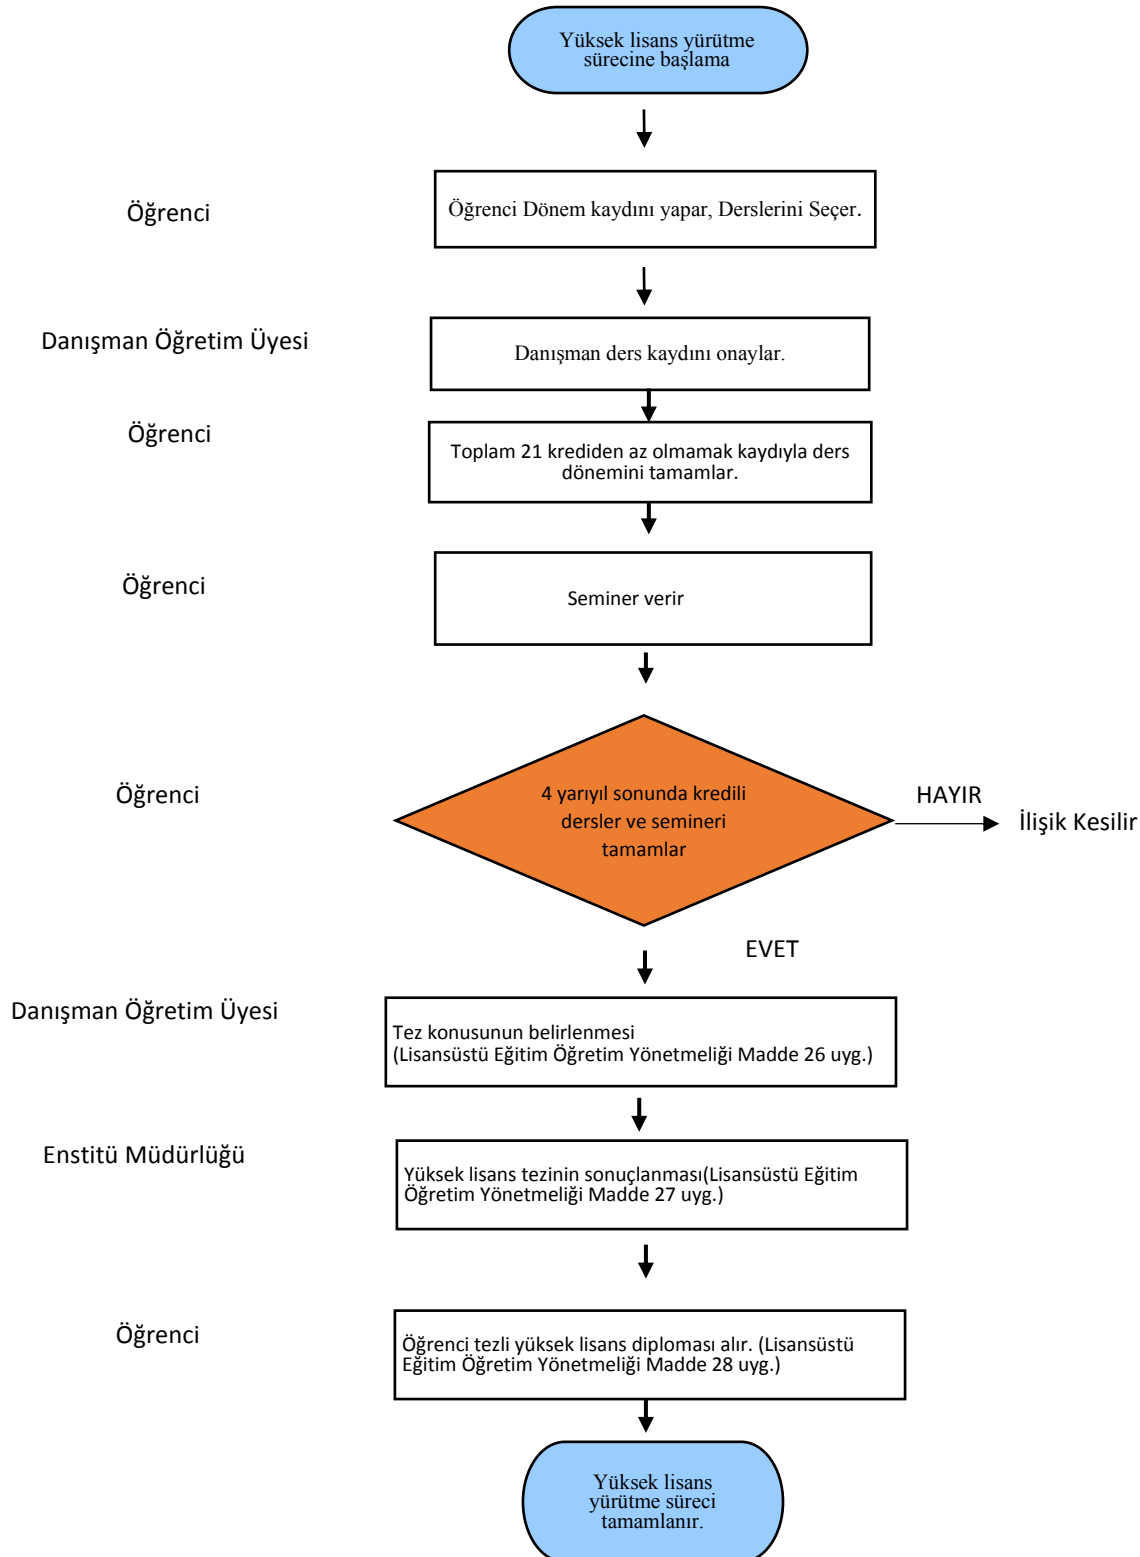 Yüksek lisans yürütme
sürecine başlama
Öğrenci
Öğrenci Dönem kaydını yapar, Derslerini Seçer.
Danışman Öğretim Üyesi
Danışman ders kaydını onaylar.
Öğrenci
Toplam 21 krediden az olmamak kaydıyla ders
dönemini tamamlar.
Öğrenci
Seminer verir
Öğrenci
4 yarıyıl sonunda kredili
dersler ve semineri
tamamlar
HAYIR
İlişik Kesilir
EVET
Danışman Öğretim Üyesi
Tez konusunun belirlenmesi
(Lisansüstü Eğitim Öğretim Yönetmeliği Madde 26 uyg.)
Enstitü Müdürlüğü
Yüksek lisans tezinin sonuçlanması(Lisansüstü Eğitim
Öğretim Yönetmeliği Madde 27 uyg.)
Öğrenci
Öğrenci tezli yüksek lisans diploması alır. (Lisansüstü
Eğitim Öğretim Yönetmeliği Madde 28 uyg.)
Yüksek lisans
yürütme süreci
tamamlanır.